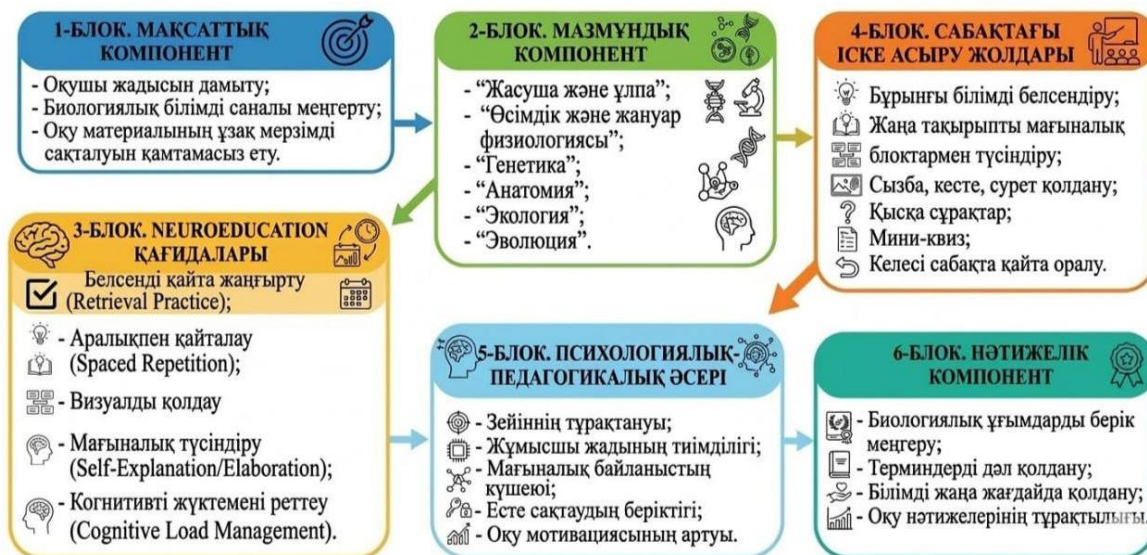 1-БЛОК. МАҚСАТТЫҚ
КОМПОНЕНТ
- Оқушы жадысын дамыту;
- Биологиялық білімді саналы меңгерту;
- Оқу материалының ұзақ мерзімді
сақталуын қамтамасыз ету.
2-БЛОК. МАЗМҰНДЫҚ
КОМПОНЕНТ
- “Жасуша және ұлпа”;
- “Өсімдік және жануар
физиологиясы”;
- “Генетика”;
- “Анатомия”;
- “Экология”;
- “Эволюция”.
3-БЛОК. NEUROEDUCATION
ҚАҒИДАЛАРЫ
Белсенді қайта жаңғырту
(Retrieval Practice);
- Аралықпен қайталау
(Spaced Repetition);
- Визуалды қолдау
- Мағыналық түсіндіру
(Self-Explanation/Elaboration);
- Когнитивті жүктемені реттеу
(Cognitive Load Management).
4-БЛОК. САБАҚТАҒЫ
ІСКЕ АСЫРУ ЖОЛДАРЫ
Бұрынғы білімді белсендіру;
Жаңа тақырыпты мағыналық
блоктармен түсіндіру;
Сызба, кесте, сурет қолдану;
Қысқа сұрақтар;
Мини-квиз;
Келесі сабақта қайта оралу.
5-БЛОК. ПСИХОЛОГИЯЛЫҚ-
ПЕДАГОГИКАЛЫҚ ӘСЕРІ
- Зейіннің тұрақтануы;
- Жұмысшы жадының тиімділігі;
- Мағыналық байланыстың
күшеюі;
- Есте сақтаудың беріктігі;
- Оқу мотивациясының артуы.
6-БЛОК. НӘТИЖЕЛІК
КОМПОНЕНТ
- Биологиялық ұғымдарды берік
меңгеру;
- Терминдерді дәл қолдану;
- Білімді жаңа жағдайда қолдану;
- Оқу нәтижелерінің тұрақтылығы.